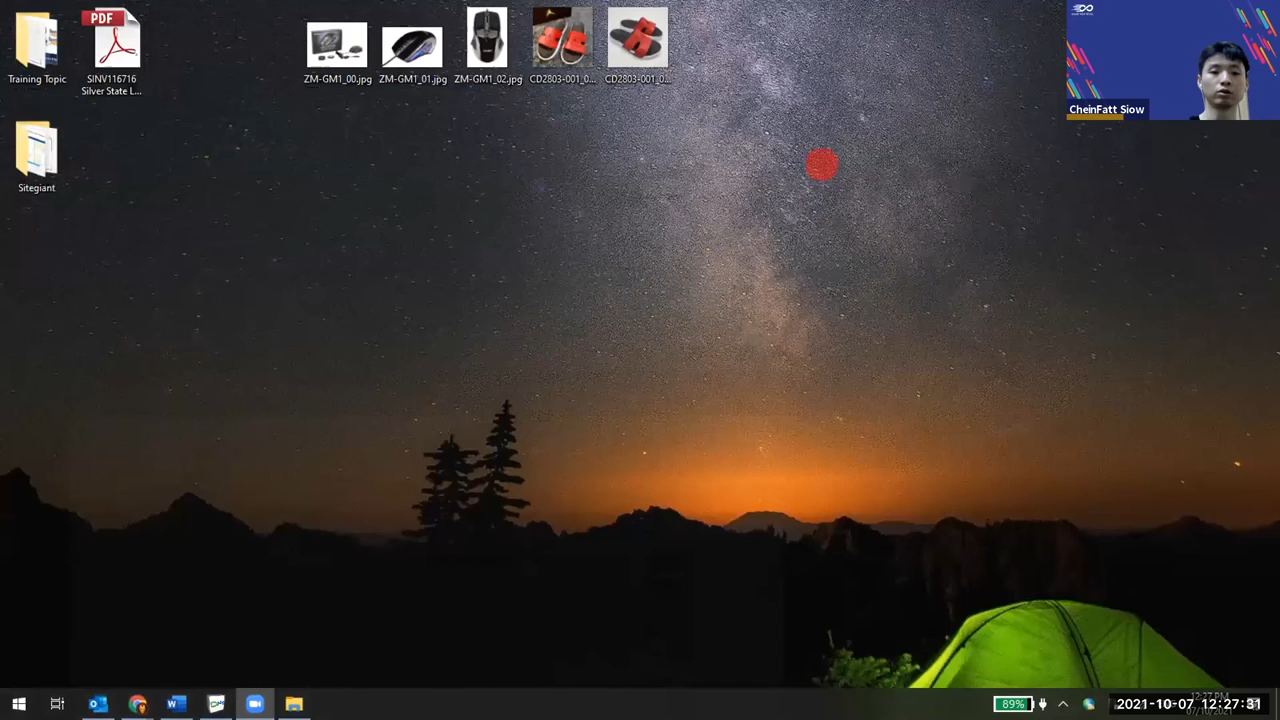 PDF
Training Topic
SINV116716
Silver State L...
ZM-GM1_00.jpg
ZM-GM1_01.jpg
ZM-GM1_02.jpg
CD2803-001_0...
CD2803-001_0...
Sitegiant
CheinFatt Siow
89%
2021-10-07 12:27:31